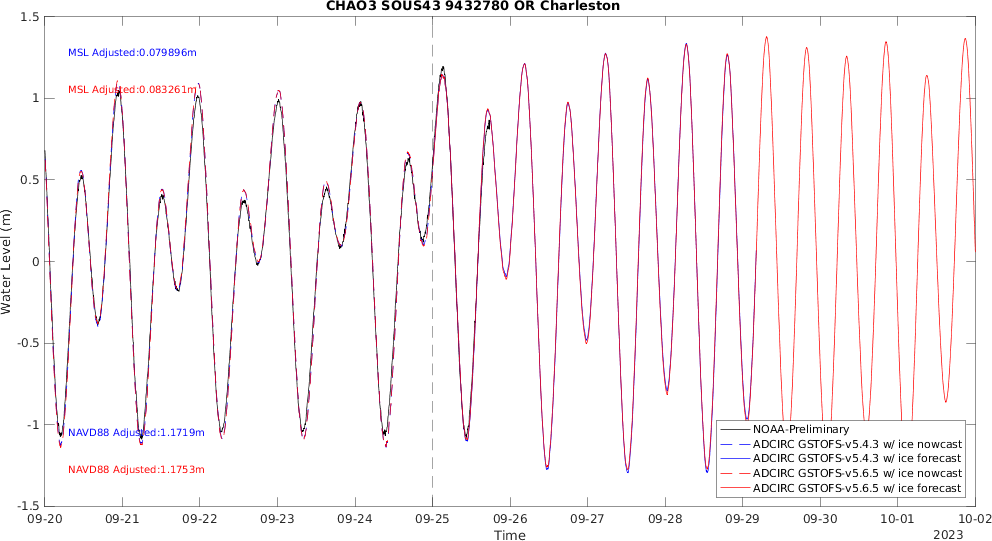 CHAO3 SOUS43 9432780 OR Charleston
1.5
1
0.5
0
-0.5
-1
-1.5
Water Level (m)
MSL Adjusted:0.079896m
MSL Adjusted:0.083261m
NAVD88 Adjusted:1.1719m
NAVD88 Adjusted:1.1753m
NOAA-Preliminary
ADCIRC GSTOFS-v5.4.3 w/ ice nowcast
ADCIRC GSTOFS-v5.4.3 w/ ice forecast
ADCIRC GSTOFS-v5.6.5 w/ ice nowcast
ADCIRC GSTOFS-v5.6.5 w/ ice forecast
09-20 09-21 09-22 09-23 09-24 09-25 09-26 09-27 09-28 09-29 09-30 10-01 10-02
Time
2023